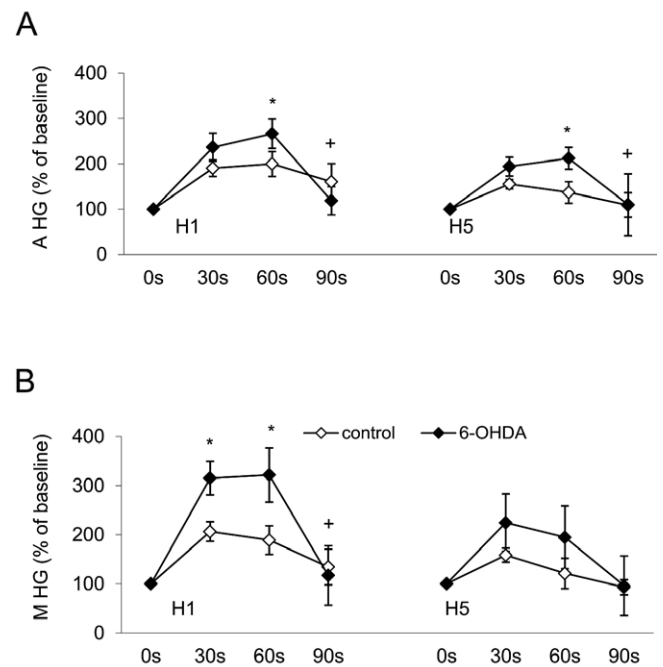 A
A HG (% of baseline)
400
300
200
100
0
*
+
*
+
H1
H5
0s 30s 60s 90s 0s 30s 60s 90s
B
M HG (% of baseline)
control 6-OHDA
400
300
200
100
0
*
*
+
H1
H5
0s 30s 60s 90s 0s 30s 60s 90s